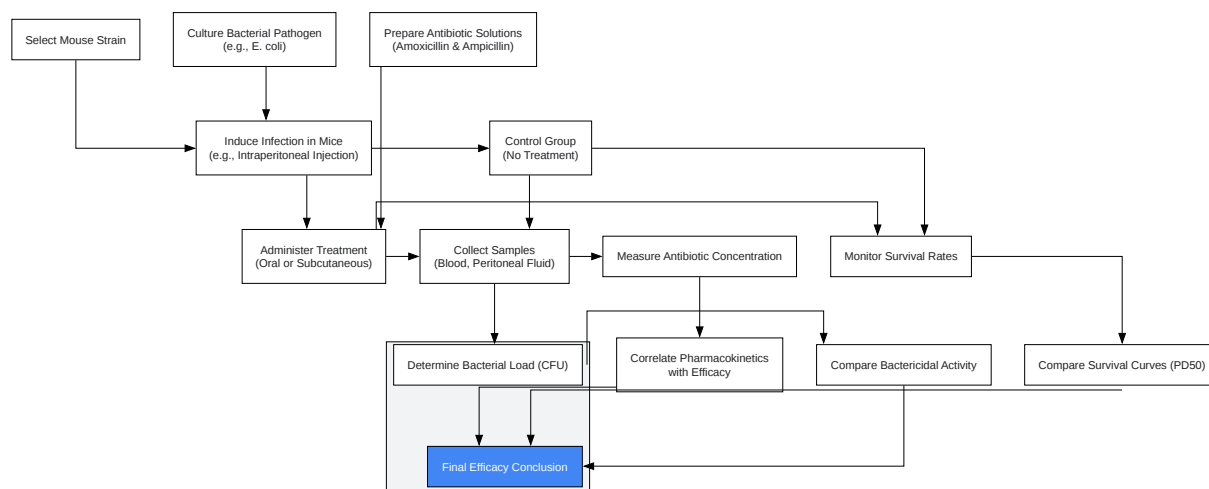 Select Mouse Strain
Culture Bacterial Pathogen
(e.g., E. coli)
Prepare Antibiotic Solutions
(Amoxicillin & Ampicillin)
Induce Infection in Mice
(e.g., Intraperitoneal Injection)
Control Group
(No Treatment)
Administer Treatment
(Oral or Subcutaneous)
Collect Samples
(Blood, Peritoneal Fluid)
Measure Antibiotic Concentration
Monitor Survival Rates
Determine Bacterial Load (CFU)
Correlate Pharmacokinetics
with Efficacy
Compare Bactericidal Activity
Compare Survival Curves (PD50)
Final Efficacy Conclusion